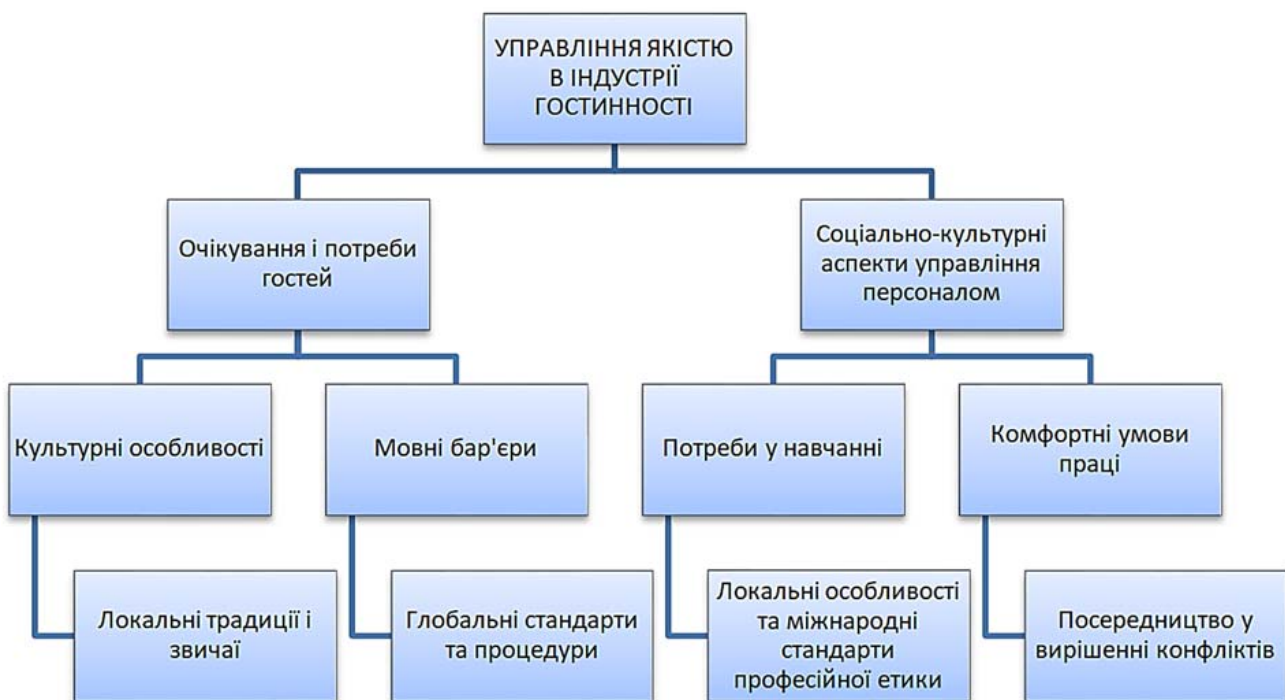 УПРАВЛІННЯ ЯКІСТЮ
В ІНДУСТРІЇ
ГОСТИННОСТІ
Очікування і потреби
гостей
Соціально-культурні
аспекти управління
персоналом
Культурні особливості
Мовні бар'єри
Потреби у навчанні
Комфортні умови
праці
Локальні традиції і
звичаї
Глобальні стандарти
та процедури
Локальні особливості
та міжнародні
стандарти
професійної етики
Посередництво у
вирішенні конфліктів